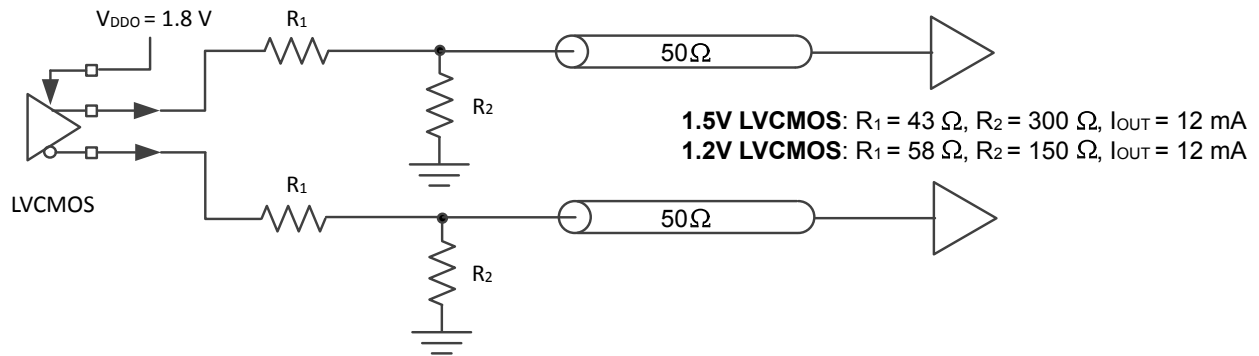 VDDO = 1.8 V
R1
50Ω
R2
1.5V LVCMOS: R1 = 43 Ω, R2 = 300 Ω, IOUT = 12 mA
1.2V LVCMOS: R1 = 58 Ω, R2 = 150 Ω, IOUT = 12 mA
LVCMOS
R1
50Ω
R2